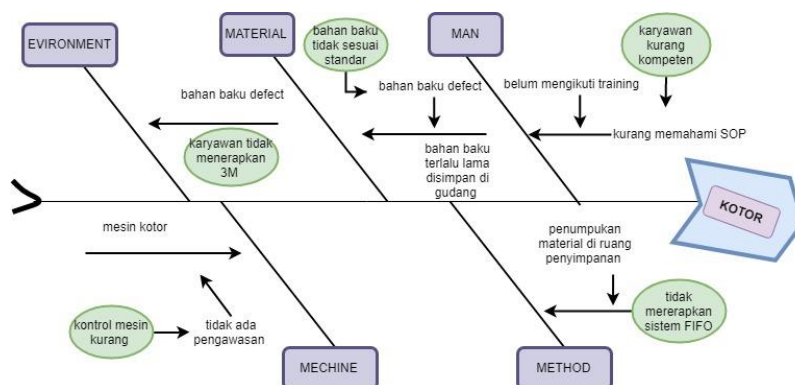 EVIRONMENT
MATERIAL
bahan baku
tidak sesuai
standar
MAN
karyawan
kurang
kompeten
bahan baku defect
bahan baku defect
belum mengikuti training
karyawan tidak
menerapkan
3M
bahan baku
terlalu lama
disimpan di
gudang
kurang memahami SOP
KOTOR
mesin kotor
penumpukan
material di ruang
penyimpanan
kontrol mesin
kurang
tidak ada
pengawasan
tidak
mererapkan
sistem FIFO
MECHINE
METHOD